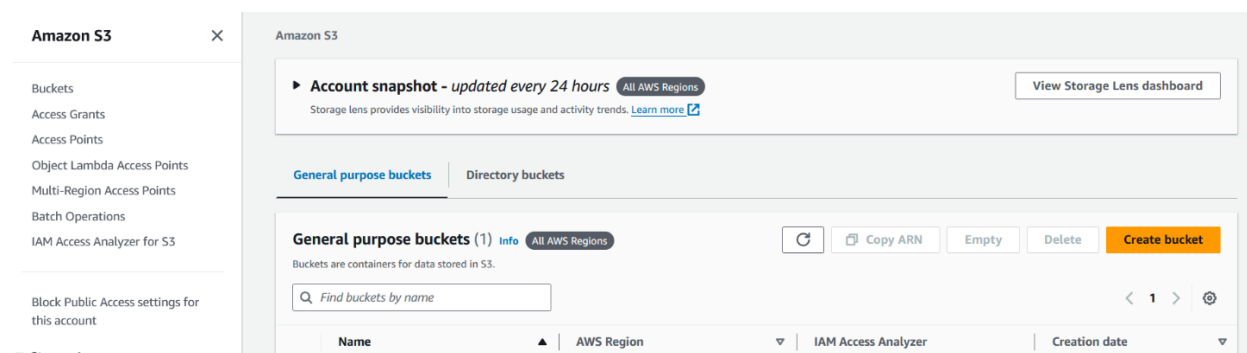 Amazon S3
Buckets
Access Grants
Access Points
Object Lambda Access Points
Multi-Region Access Points
Batch Operations
IAM Access Analyzer for S3
Block Public Access settings for
this account
Amazon S3
Account snapshot - updated every 24 hours All AWS Regions
View Storage Lens dashboard
Storage lens provides visibility into storage usage and activity trends. Learn more
General purpose buckets Directory buckets
General purpose buckets (1) Info All AWS Regions
Copy ARN Empty Delete Create bucket
Buckets are containers for data stored in S3.
Find buckets by name
1
Name AWS Region IAM Access Analyzer Creation date